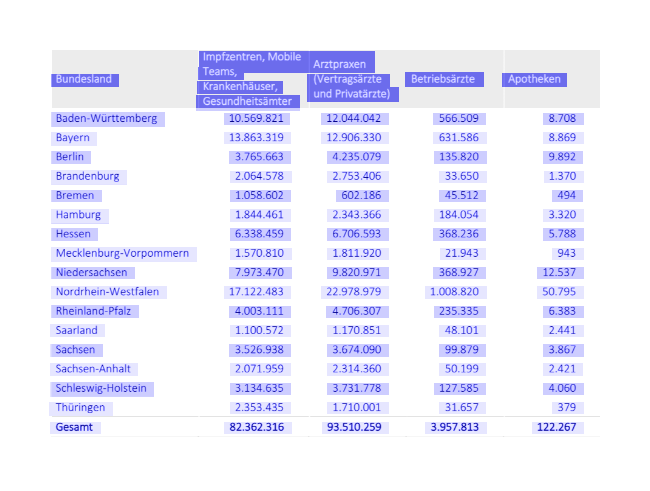 Bundesland Impfzentren, Mobile Teams, Krankenhäuser, Gesundheitsämter Arztpraxen (Vertragsärzte und Privatärzte) Betriebsärzte Apotheken
Baden-Württemberg 10.569.821 12.044.042 566.509 8.708
Bayern 13.863.319 12.906.330 631.586 8.869
Berlin 3.765.663 4.235.079 135.820 9.892
Brandenburg 2.064.578 2.753.406 33.650 1.370
Bremen 1.058.602 602.186 45.512 494
Hamburg 1.844.461 2.343.366 184.054 3.320
Hessen 6.338.459 6.706.593 368.236 5.788
Mecklenburg-Vorpommern 1.570.810 1.811.920 21.943 943
Niedersachsen 7.973.470 9.820.971 368.927 12.537
Nordrhein-Westfalen 17.122.483 22.978.979 1.008.820 50.795
Rheinland-Pfalz 4.003.111 4.706.307 235.335 6.383
Saarland 1.100.572 1.170.851 48.101 2.441
Sachsen 3.526.938 3.674.090 99.879 3.867
Sachsen-Anhalt 2.071.959 2.314.360 50.199 2.421
Schleswig-Holstein 3.134.635 3.731.778 127.585 4.060
Thüringen 2.353.435 1.710.001 31.657 379
Gesamt 82.362.316 93.510.259 3.957.813 122.267